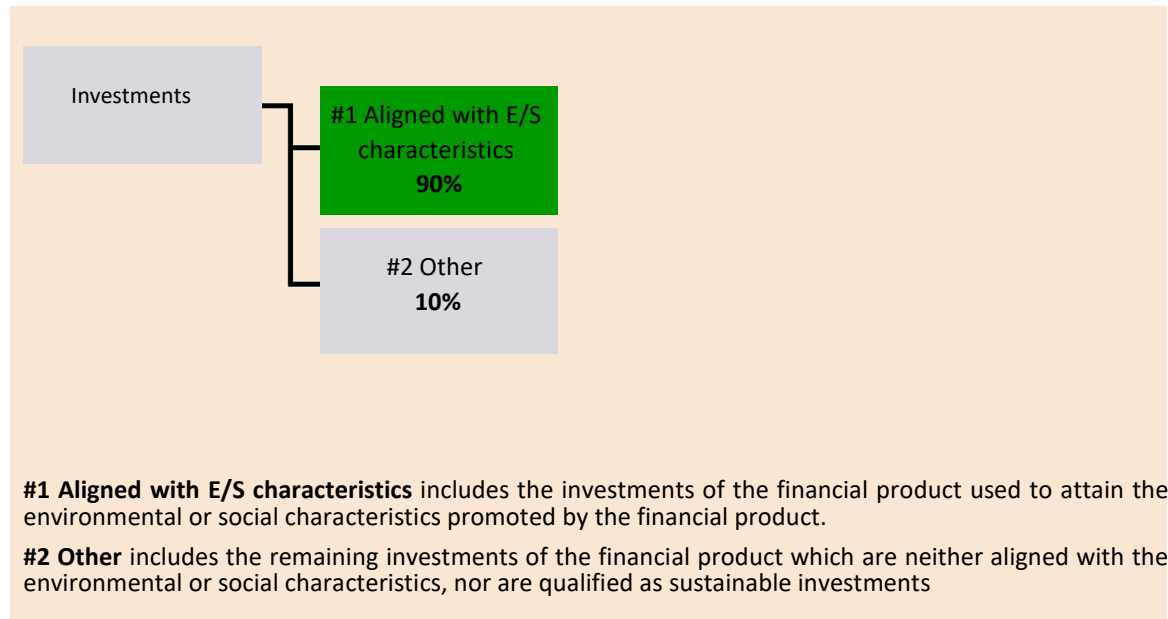 Investments
#1 Aligned with E/S
characteristics
90%
#2 Other
10%
#1 Aligned with E/S characteristics includes the investments of the financial product used to attain the
environmental or social characteristics promoted by the financial product.
#2 Other includes the remaining investments of the financial product which are neither aligned with the
environmental or social characteristics, nor are qualified as sustainable investments